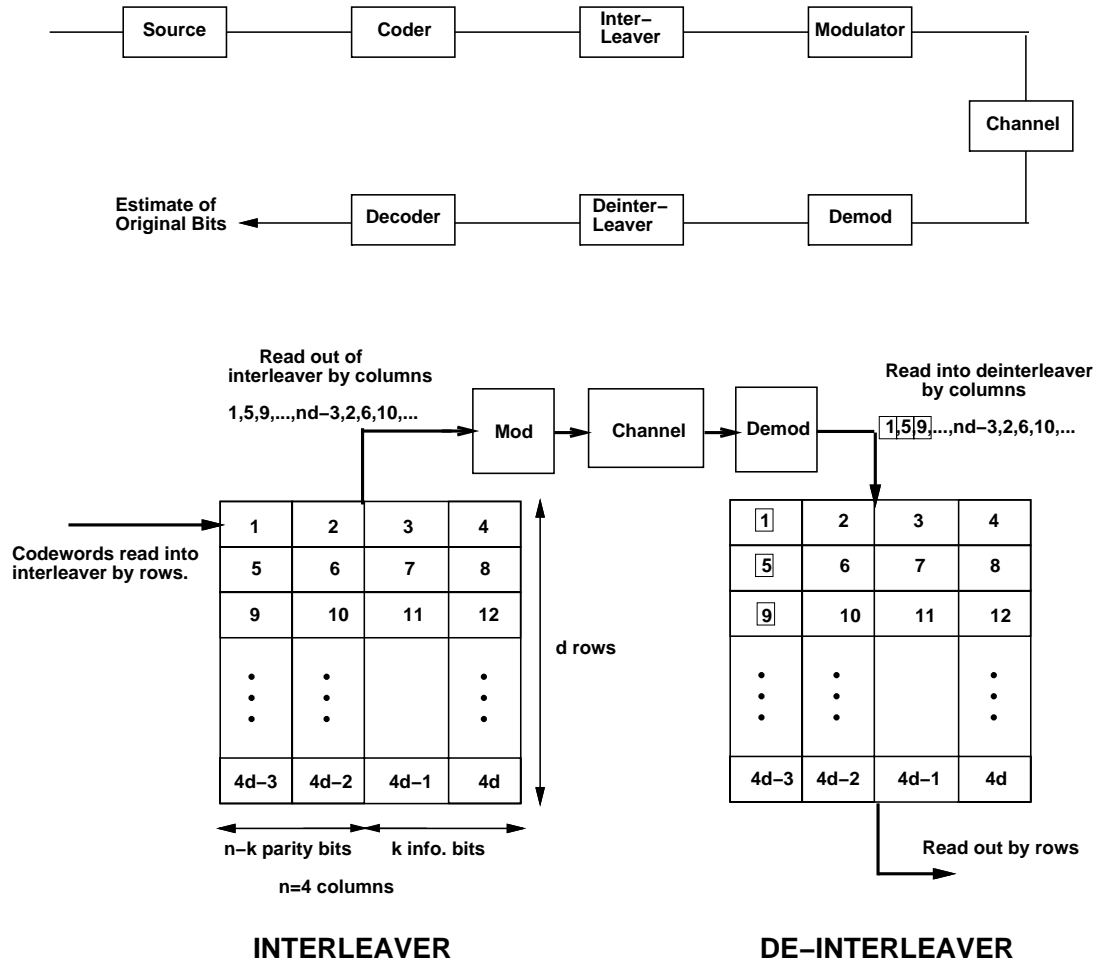 Source
Coder
Inter-
Leaver
Modulator
Channel
Estimate of
Original Bits
Decoder
Deinter-
Leaver
Demod
Read out of
interleaver by columns
1,5,9,...,nd-3,2,6,10,...
Mod
Channel
Demod
Read into deinterleaver
by columns
1,5,9,...,nd-3,2,6,10,...
Codewords read into
interleaver by rows.
1 2 3 4
5 6 7 8
9 10 11 12
4d-3 4d-2 4d-1 4d
d rows
n-k parity bits
k info. bits
n=4 columns
INTERLEAVER
1 2 3 4
5 6 7 8
9 10 11 12
4d-3 4d-2 4d-1 4d
Read out by rows
DE-INTERLEAVER